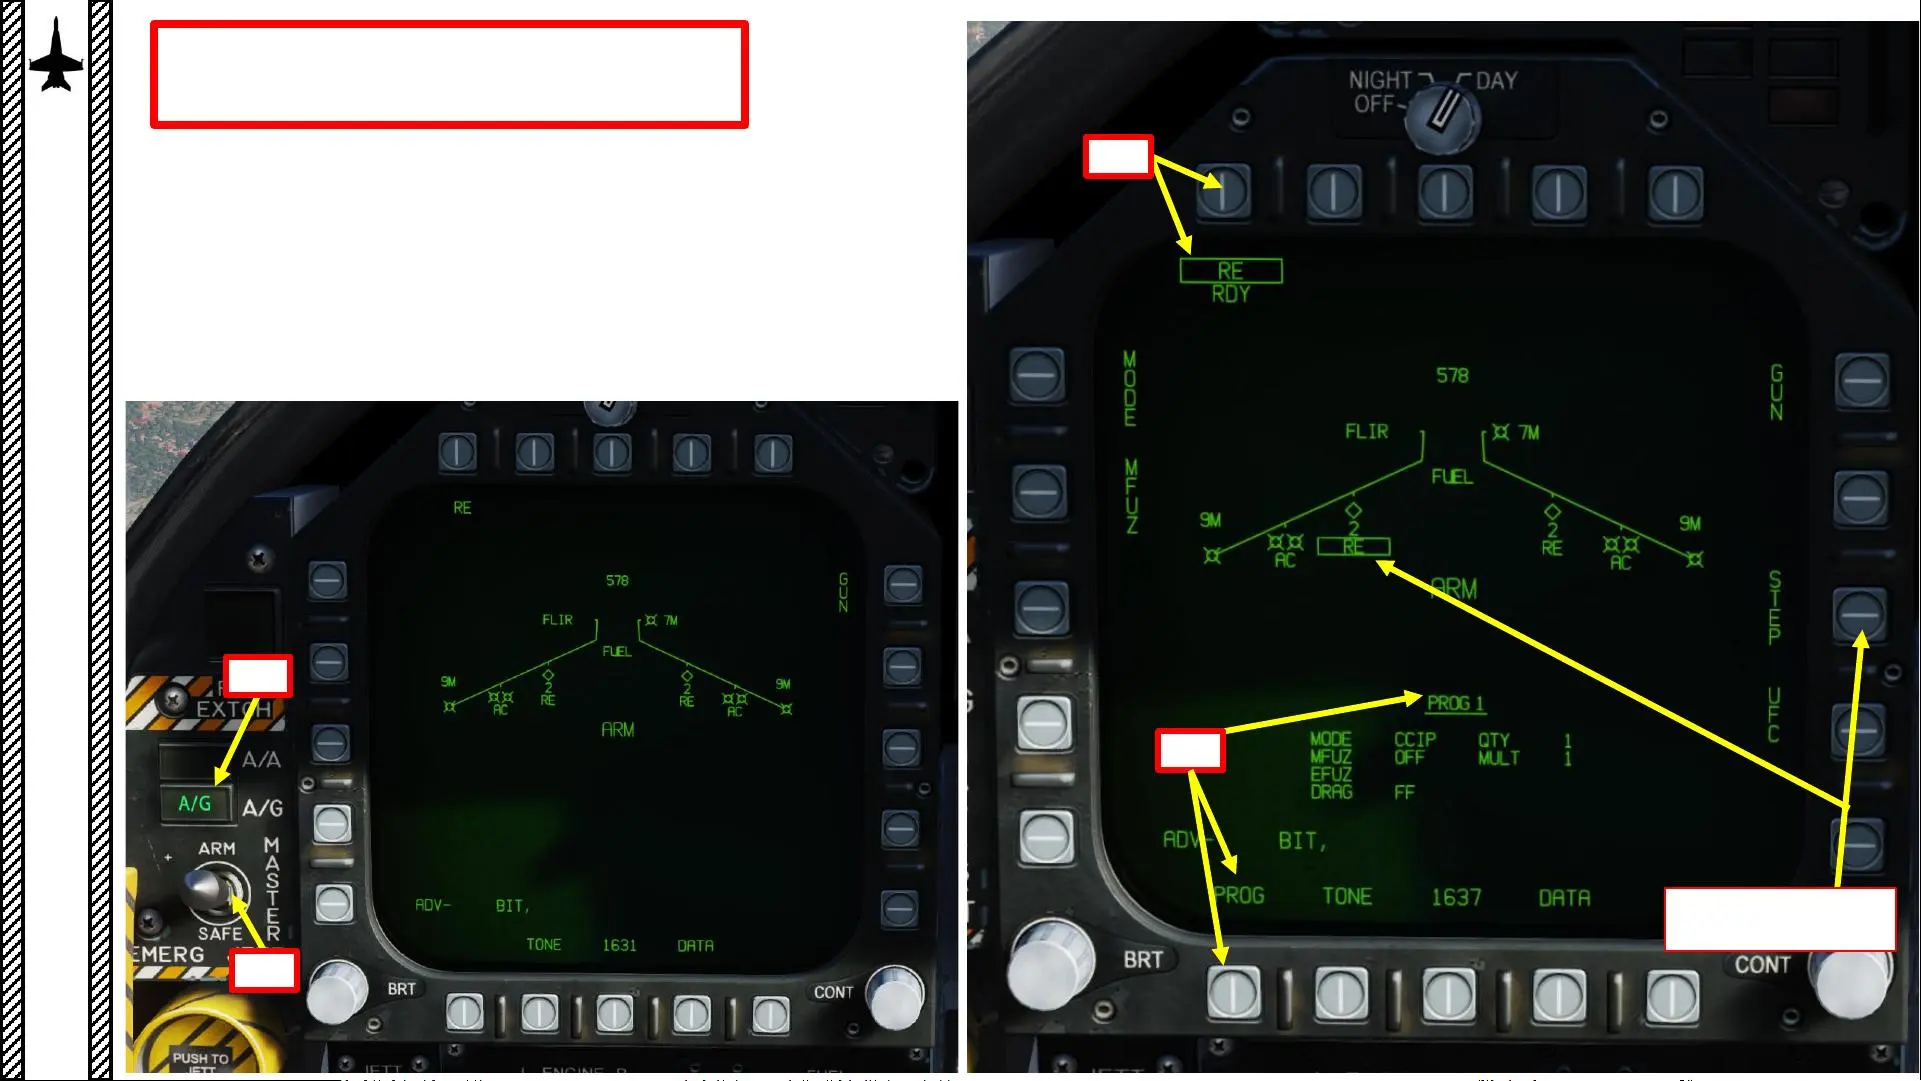 RE
578
G
U
N
FLIR
7M
FUEL
9M
9M
2
RE
2
RE
AC
AC
ARM
EXTGH
A/A
A/G
A/G
ARM
SAFE
M
A
S
T
E
R
EMERG
ADV-
BIT,
TONE
1631
DATA
BRT
CONT
PUSH TO
JETT
JETT
L ENGINE R
NIGHT
DAY
OFF
RE
RDY
M
O
D
E
578
G
U
N
FLIR
7M
M
F
U
Z
FUEL
9M
9M
2
RE
2
RE
AC
AC
ARM
S
T
E
P
PROG 1
U
F
C
MODE CCIP QTY 1
MFUZ OFF MULT 1
EFUZ
DRAG FF
ADV-
BIT,
PROG
TONE
1637
DATA
BRT
CONT